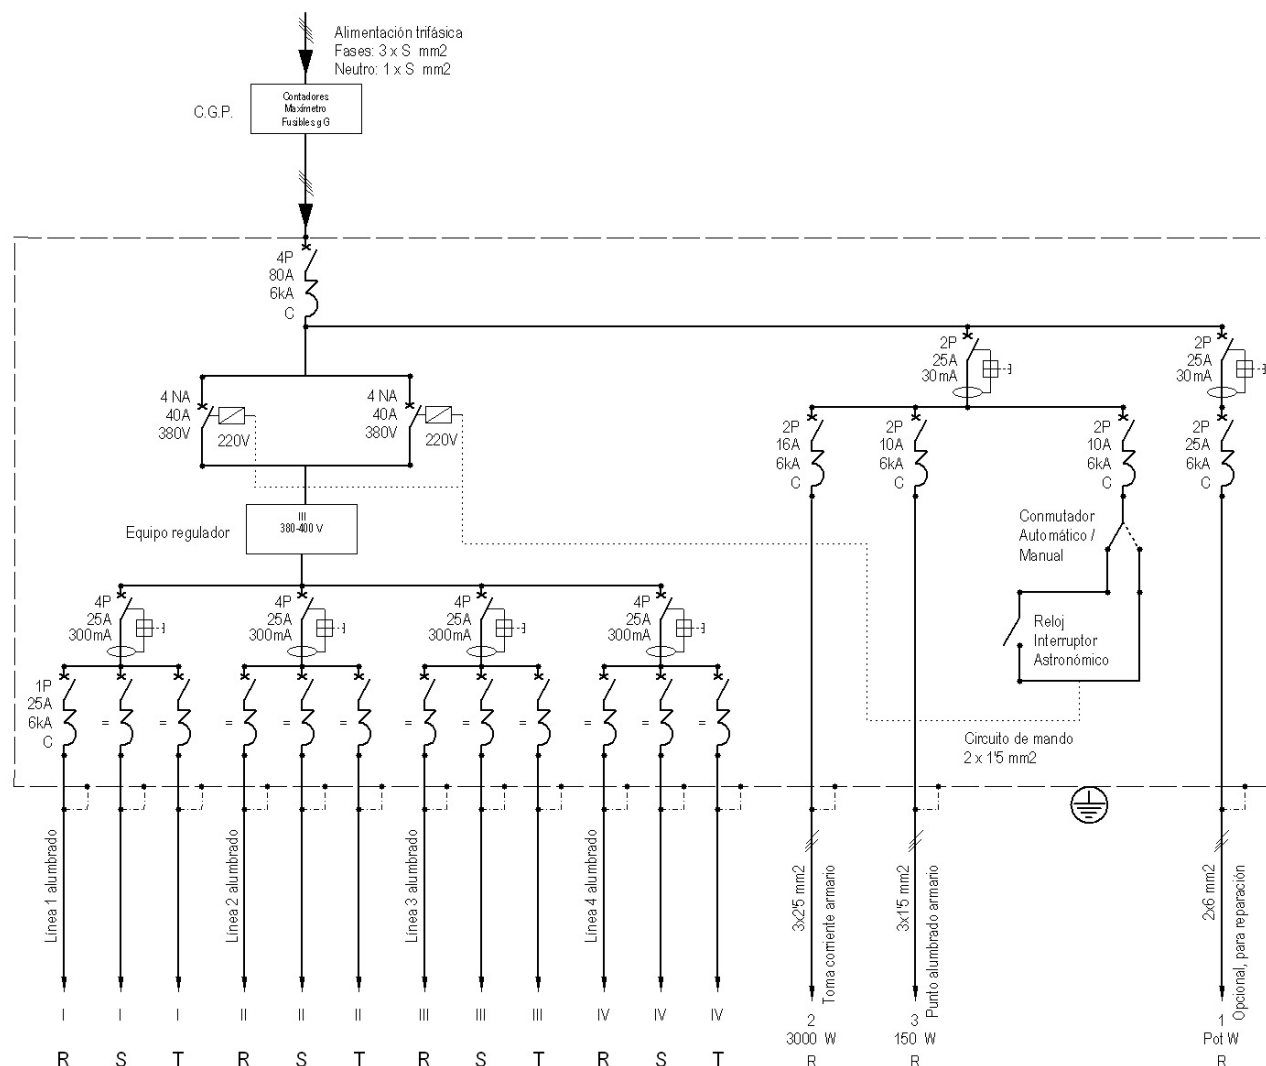 Alimentación trifásica
Fases: 3 x S mm2
Neutro: 1 x S mm2
C.G.P.
Contadores
Maxímetro
Fusibles g G
4P
80A
6kA
C
4 NA
40A
380V
220V
4 NA
40A
380V
220V
2P
25A
30mA
2P
25A
30mA
2P
16A
6kA
C
2P
10A
6kA
C
2P
10A
6kA
C
2P
25A
6kA
C
Equipo regulador
III
380-400 V
Conmutador
Automático /
Manual
Reloj
Interruptor
Astronómico
Circuito de mando
2 x 1'5 mm2
4P
25A
300mA
4P
25A
300mA
4P
25A
300mA
4P
25A
300mA
1P
25A
6kA
C
= = = = = = = = = = =
Línea 1 alumbrado
Línea 2 alumbrado
Línea 3 alumbrado
Línea 4 alumbrado
3x2'5 mm2
Toma corriente armario
3x1'5 mm2
Punto alumbrado armario
2x6 mm2
Opcional, para reparación
I I I II II II III III III IV IV IV
R S T R S T R S T R S T
2
3000 W
R
3
150 W
R
1
Pot W
R